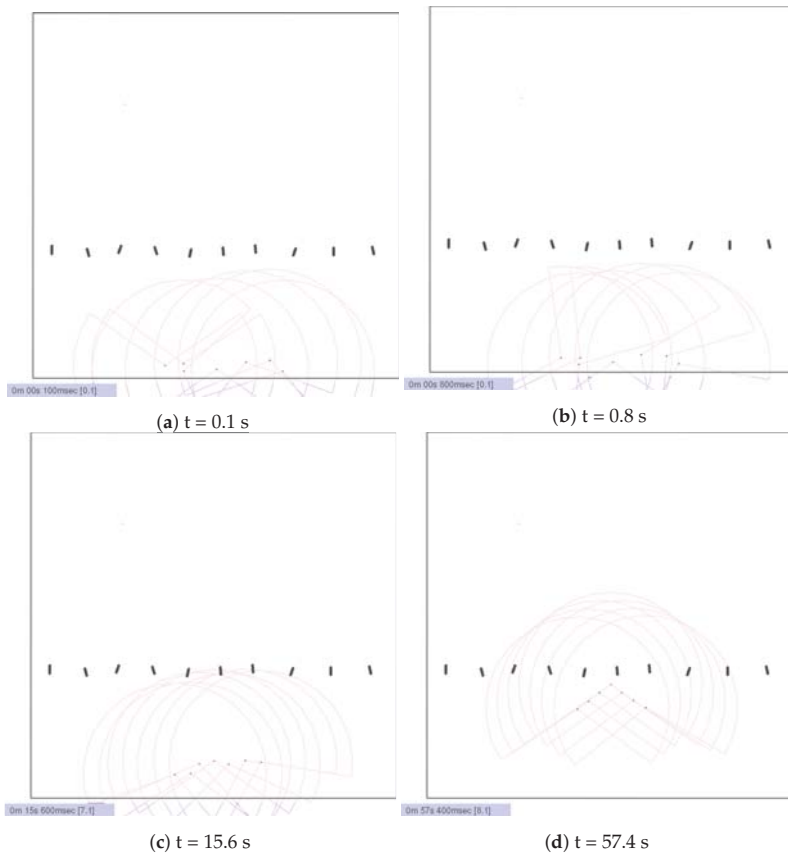 0m 00s 100msec [0.1]
(a) t = 0.1 s
0m 00s 800msec [0.1]
(b) t = 0.8 s
0m 15s 600msec [7.1]
(c) t = 15.6 s
0m 57s 400msec [8.1]
(d) t = 57.4 s